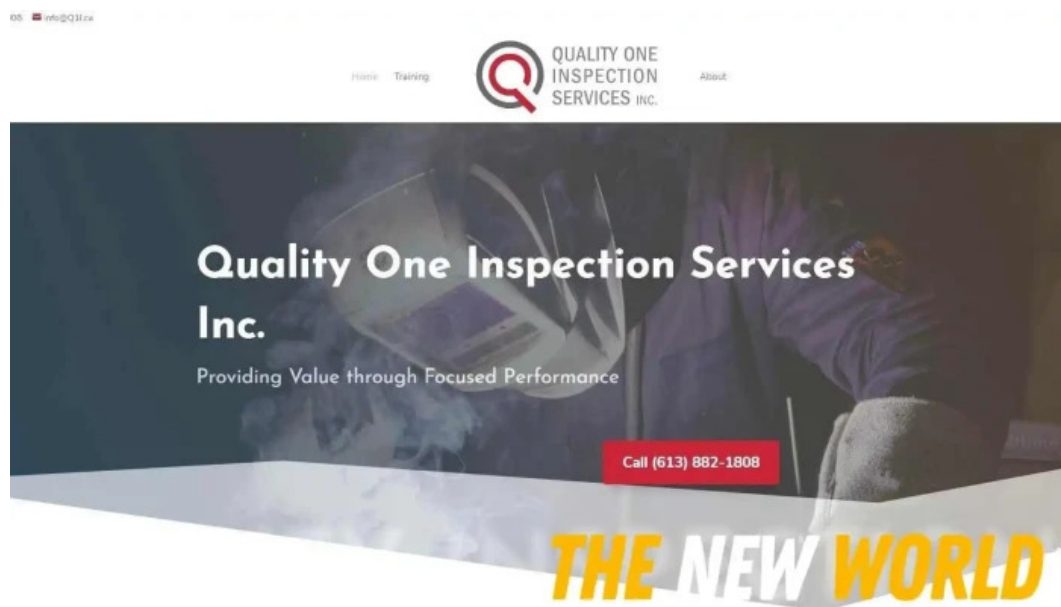 info@Q1I.ca
Home Training
QUALITY ONE
INSPECTION
SERVICES INC.
About
Quality One Inspection Services
Inc.
Providing Value through Focused Performance
Call (613) 882-1808
THE NEW WORLD